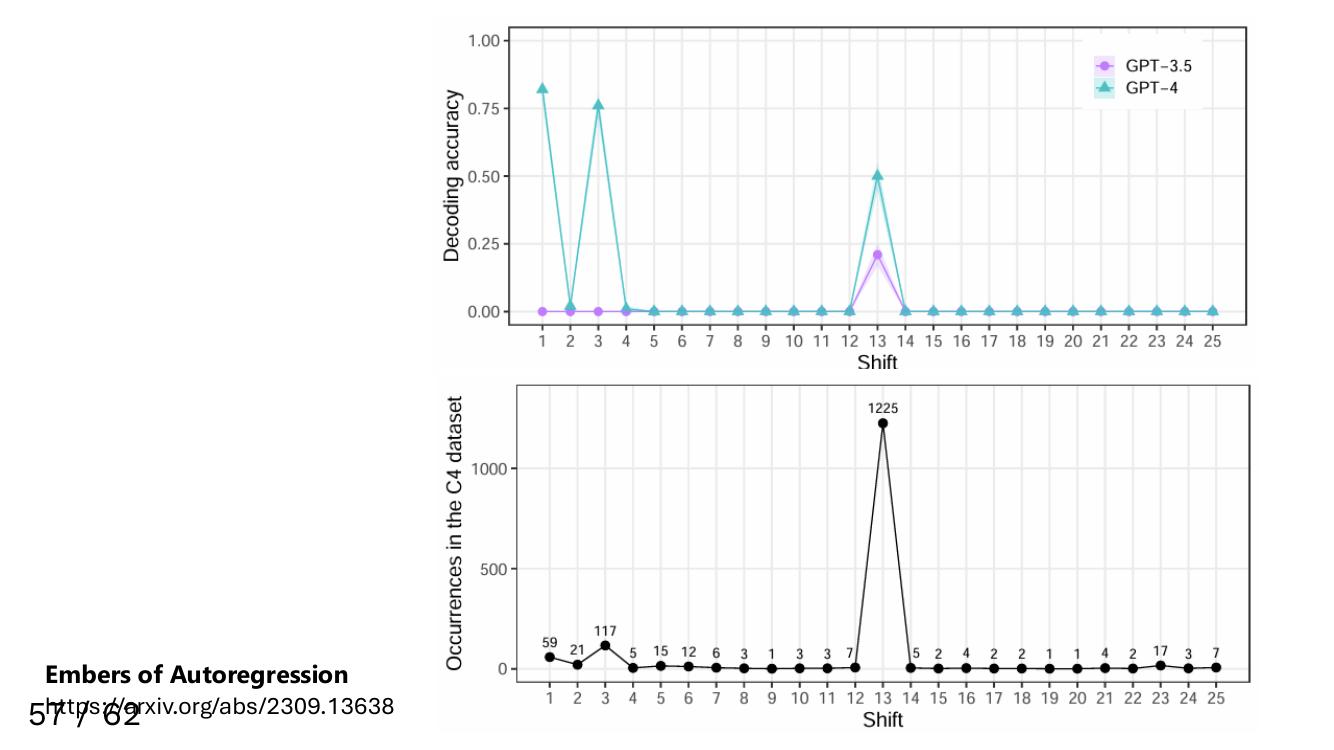 1.00
0.75
0.50
0.25
0.00
Decoding accuracy
GPT−3.5
GPT−4
1 2 3 4 5 6 7 8 9 10 11 12 13 14 15 16 17 18 19 20 21 22 23 24 25
Shift
Occurrences in the C4 dataset
1000
500
0
59 21 117 5 15 12 6 3 1 3 3 7 1225 5 2 4 2 2 1 1 4 2 17 3 7
1 2 3 4 5 6 7 8 9 10 11 12 13 14 15 16 17 18 19 20 21 22 23 24 25
Shift
Embers of Autoregression
https://arxiv.org/abs/2309.13638
57 / 62